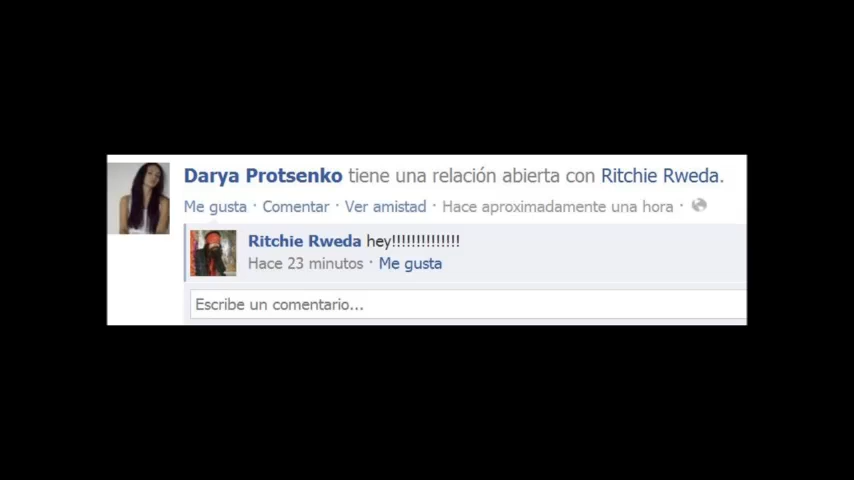 Darya Protsenko tiene una relación abierta con Ritchie Rweda.
Me gusta · Comentar · Ver amistad · Hace aproximadamente una hora ·
Ritchie Rweda hey!!!!!!!!!!!!!!
Hace 23 minutos · Me gusta
Escribe un comentario...